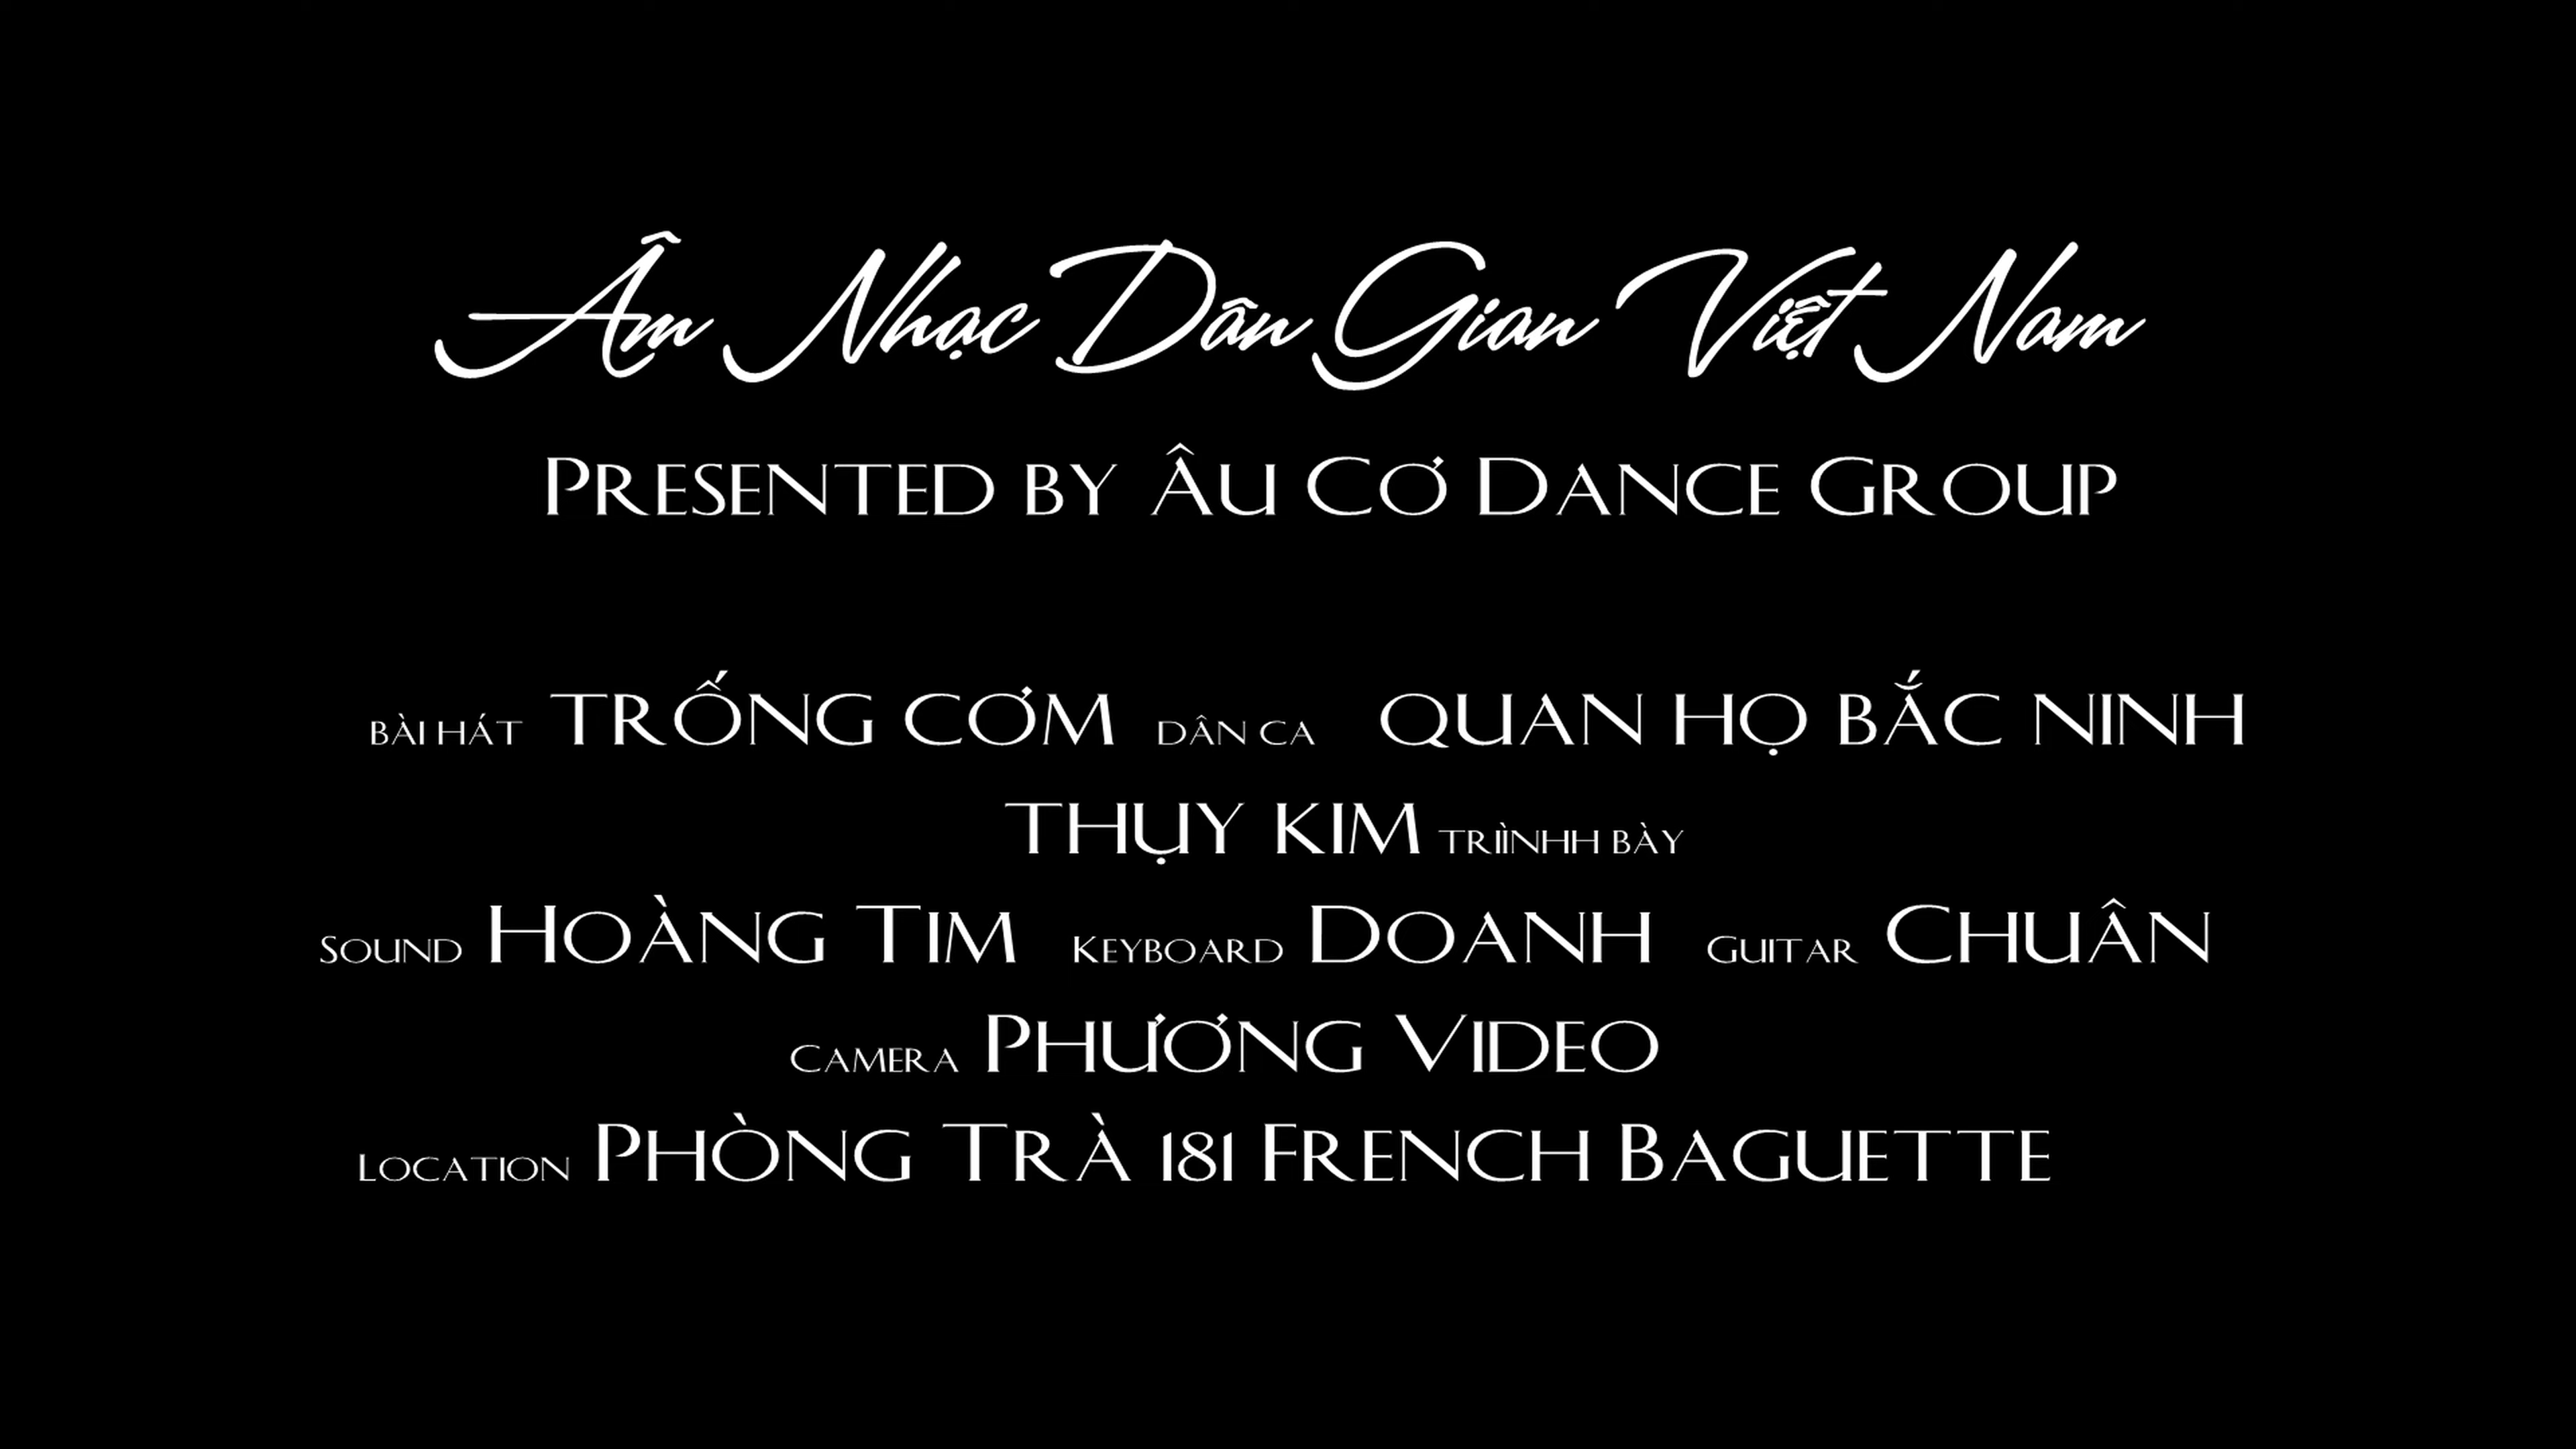 Âm Nhạc Dân Gian Việt Nam
Presented by Âu Cơ Dance Group
BÀI HÁT TRỐNG CƠM DÂN CA QUAN HỌ BẮC NINH
THỤY KIM TRIÌNHH BÀY
Sound Hoàng Tim Keyboard Doanh Guitar Chuân
Camera Phương Video
Location Phòng Trà 181 French Baguette